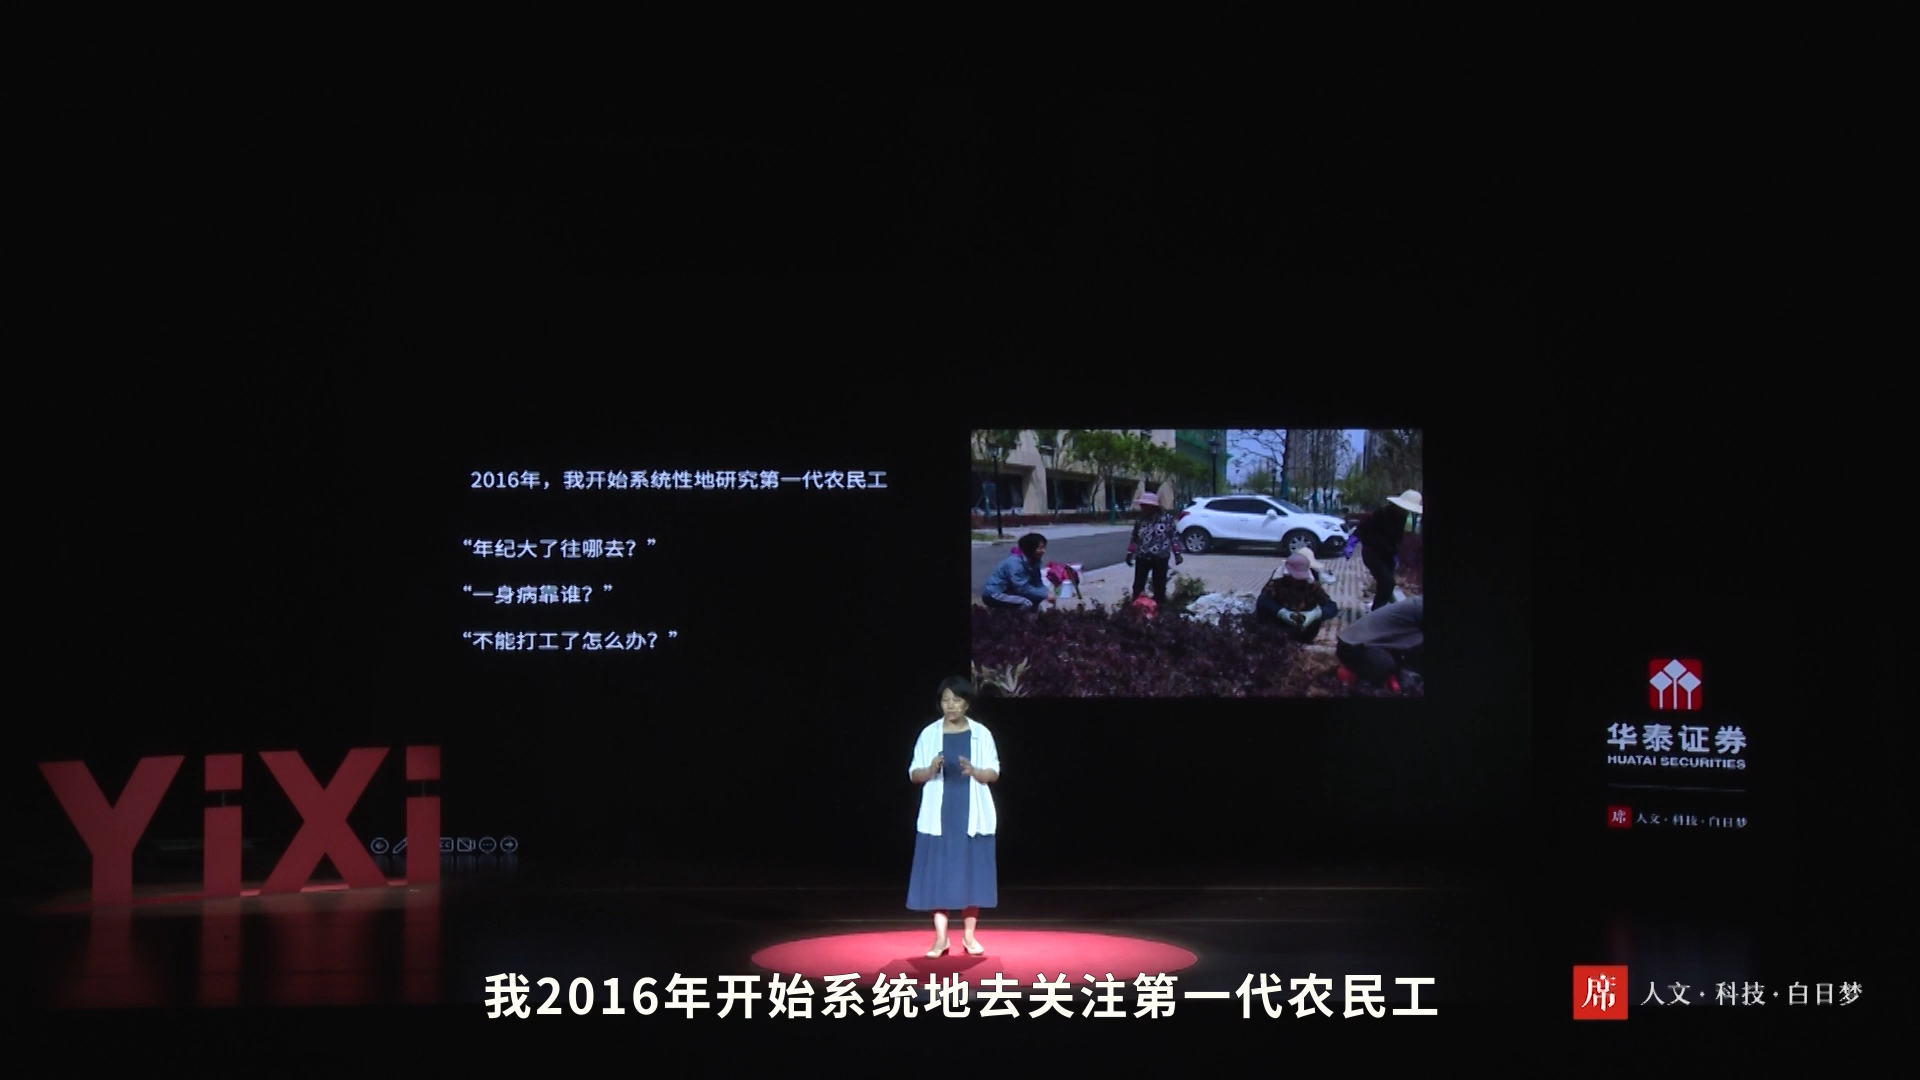 2016年，我开始系统性地研究第一代农民工
“年纪大了往哪去？”
“一身病靠谁？”
“不能打工了怎么办？”
华泰证券
HUATAI SECURITIES
席 人文·科技·白日梦
YiXi
我2016年开始系统地去关注第一代农民工
席 人文·科技·白日梦